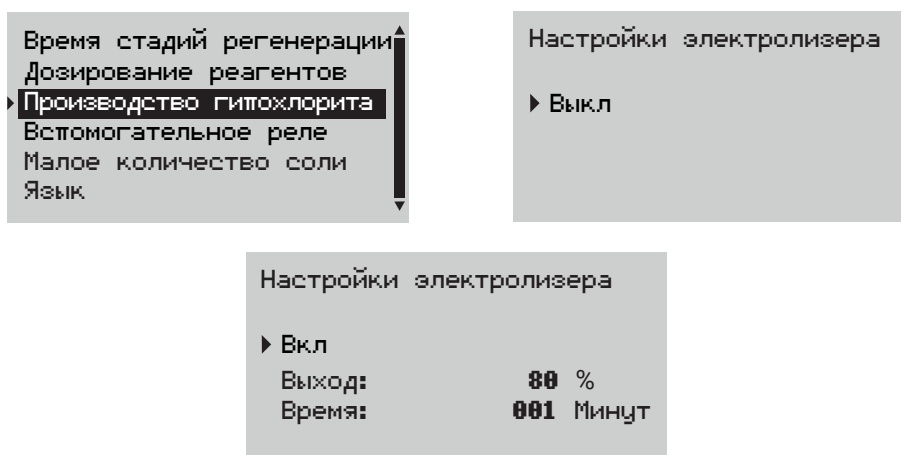 Время стадий регенерации
Дозирование реагентов
Производство гипохлорита
Вспомогательное реле
Малое количество соли
Язык
Настройки электролизера
Выкл
Настройки электролизера
Вкл
Выход: 80 %
Время: 001 Минут